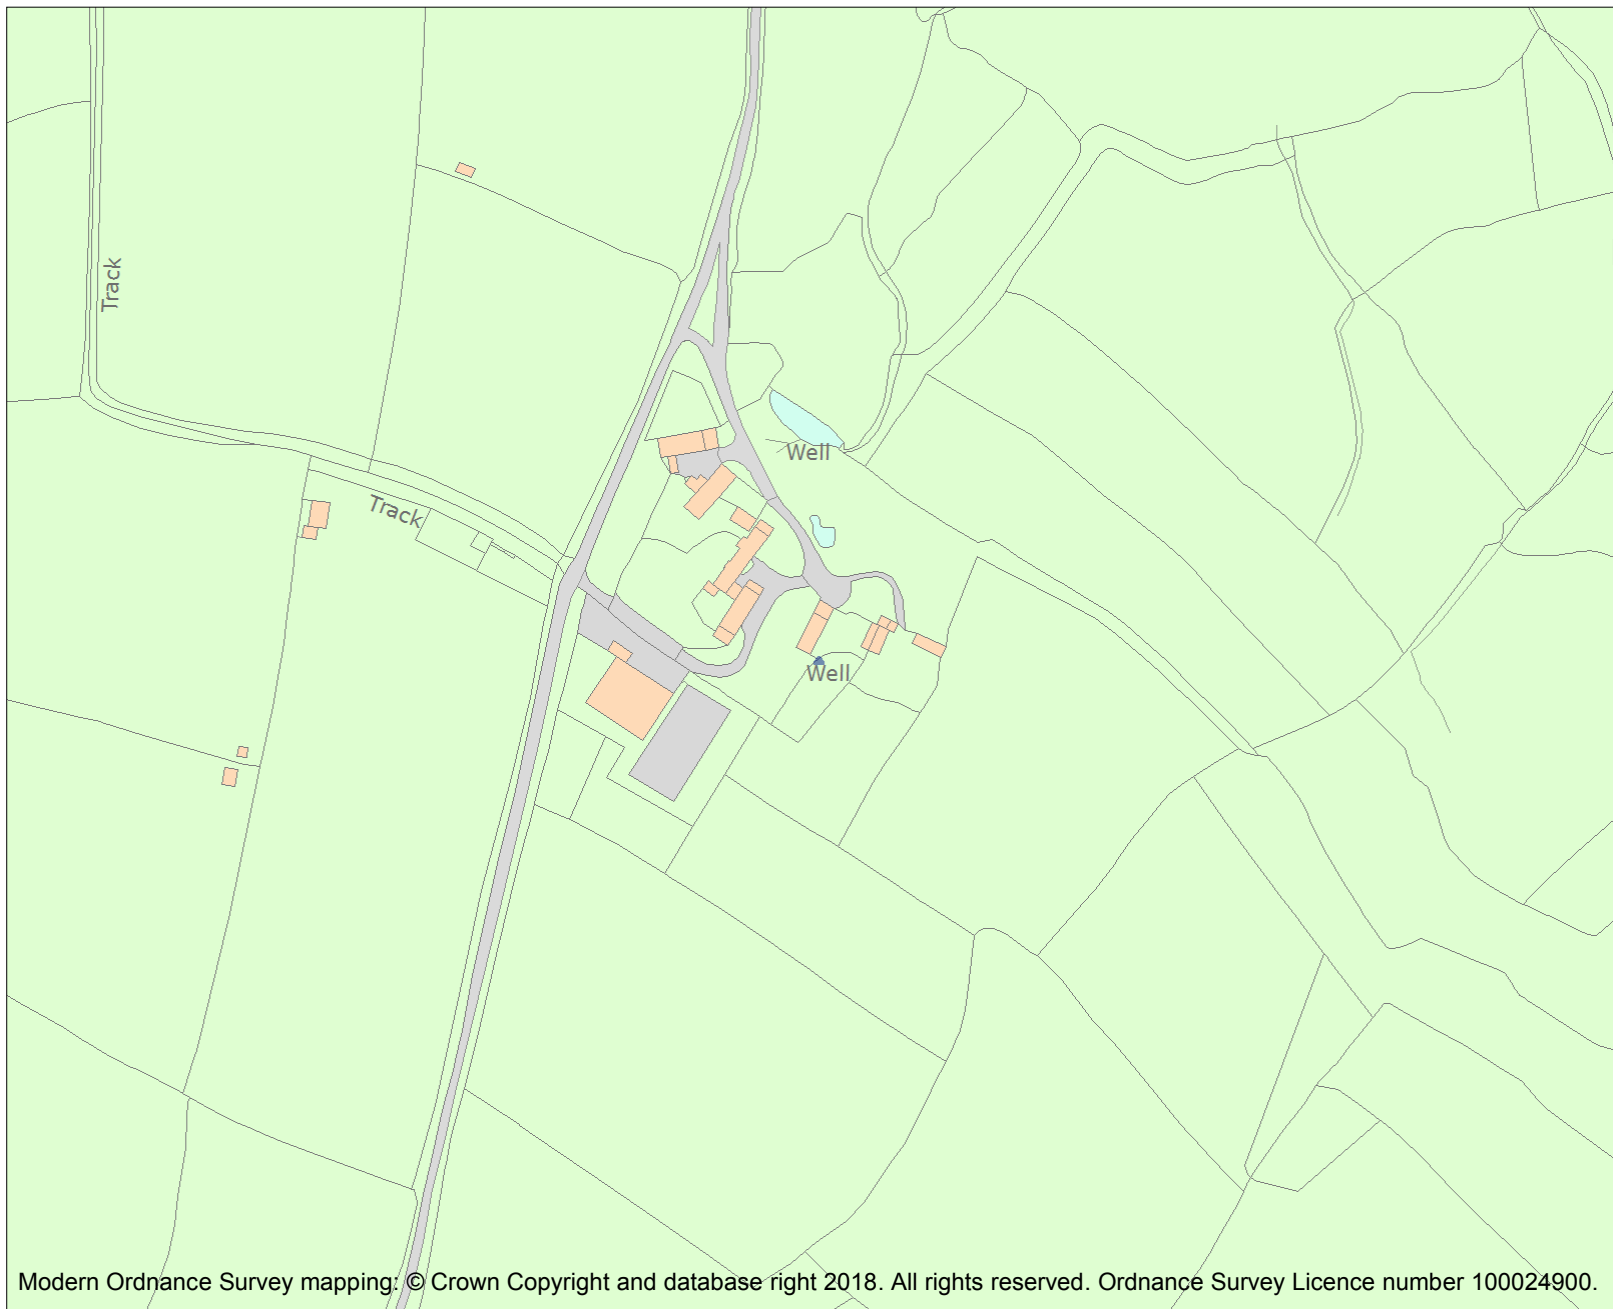 Track
Well
Track
Well
Modern Ordnance Survey mapping: © Crown Copyright and database right 2018. All rights reserved. Ordnance Survey Licence number 100024900.